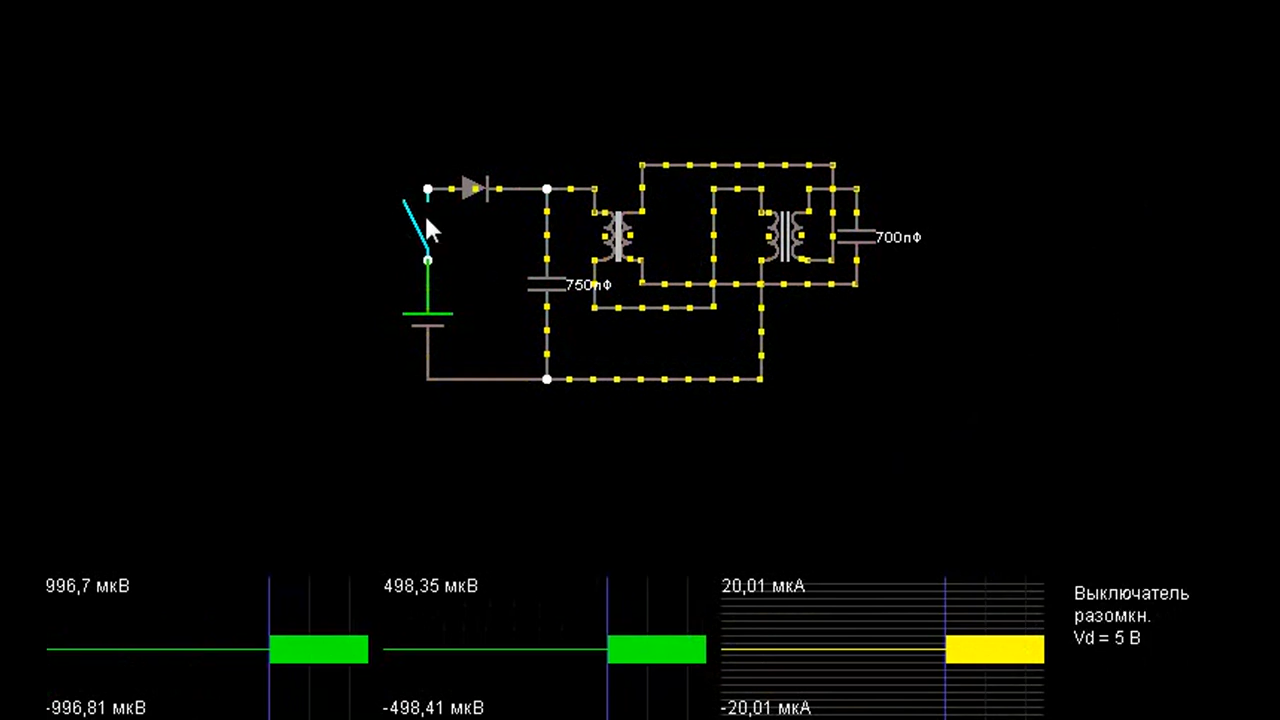 700пФ
750пФ
996,7 мкВ
498,35 мкВ
20,01 мкА
Выключатель
разомкн.
Vd = 5 В
-996,81 мкВ
-498,41 мкВ
-20,01 мкА